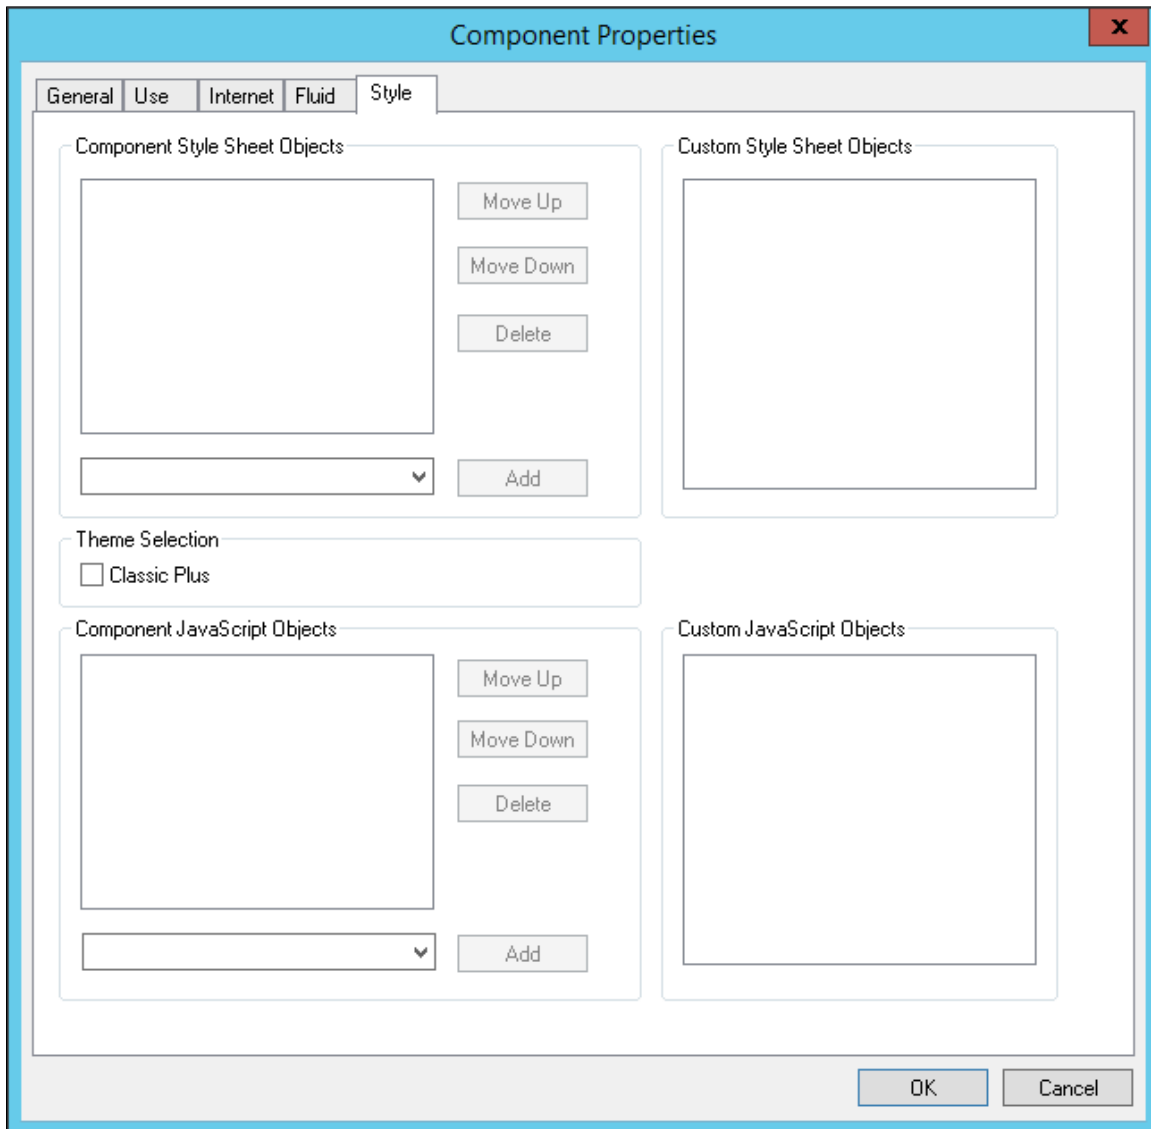 Component Properties
x
General Use Internet Fluid Style
Component Style Sheet Objects
Move Up
Move Down
Delete
Add
Custom Style Sheet Objects
Theme Selection
Classic Plus
Component JavaScript Objects
Move Up
Move Down
Delete
Add
Custom JavaScript Objects
OK Cancel